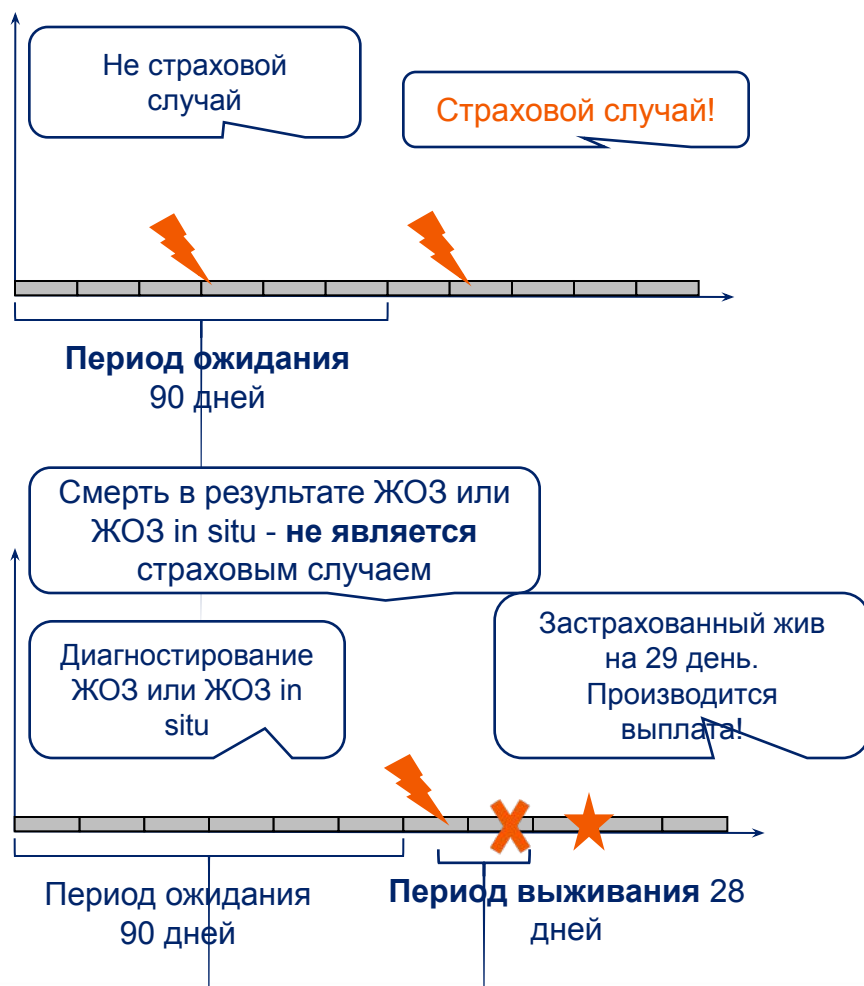 Не страховой
случай
Страховой случай!
Период ожидания
90 дней
Смерть в результате ЖОЗ или
ЖОЗ in situ - не является
страховым случаем
Диагностирование
ЖОЗ или ЖОЗ in
situ
Застрахованный жив
на 29 день.
Производится
выплата!
Период ожидания
90 дней
Период выживания 28
дней